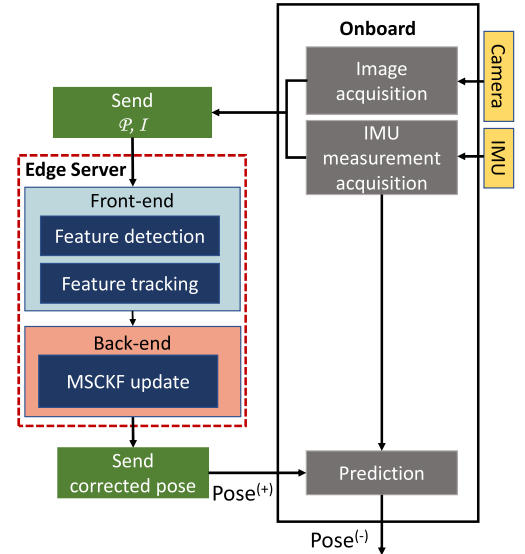 Onboard
Image
acquisition
Camera
IMU
measurement
acquisition
IMU
Send
𝒫, I
Edge Server
Front-end
Feature detection
Feature tracking
Back-end
MSCKF update
Send
corrected pose
Pose⁽⁺⁾
Prediction
Pose⁽⁻⁾